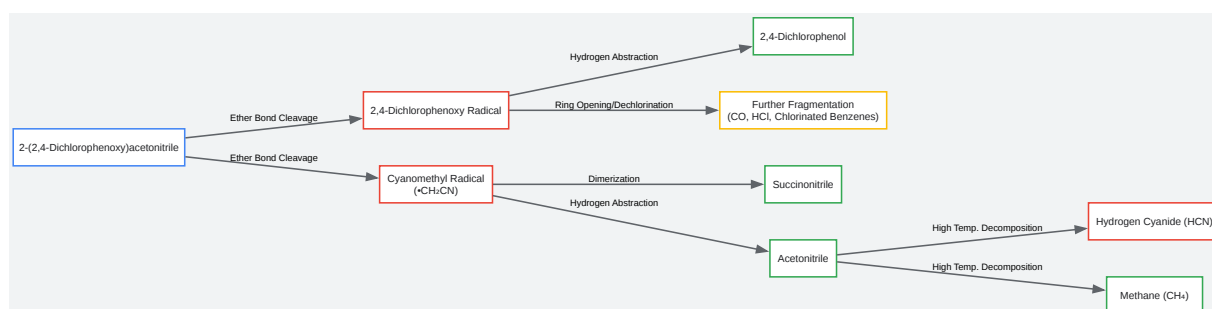 2,4-Dichlorophenol
Hydrogen Abstraction
2,4-Dichlorophenoxy Radical
Ring Opening/Dechlorination
Further Fragmentation
(CO, HCl, Chlorinated Benzenes)
Ether Bond Cleavage
2-(2,4-Dichlorophenoxy)acetonitrile
Ether Bond Cleavage
Cyanomethyl Radical
(•CH₂CN)
Dimerization
Succinonitrile
Hydrogen Abstraction
Acetonitrile
High Temp. Decomposition
Hydrogen Cyanide (HCN)
High Temp. Decomposition
Methane (CH₄)